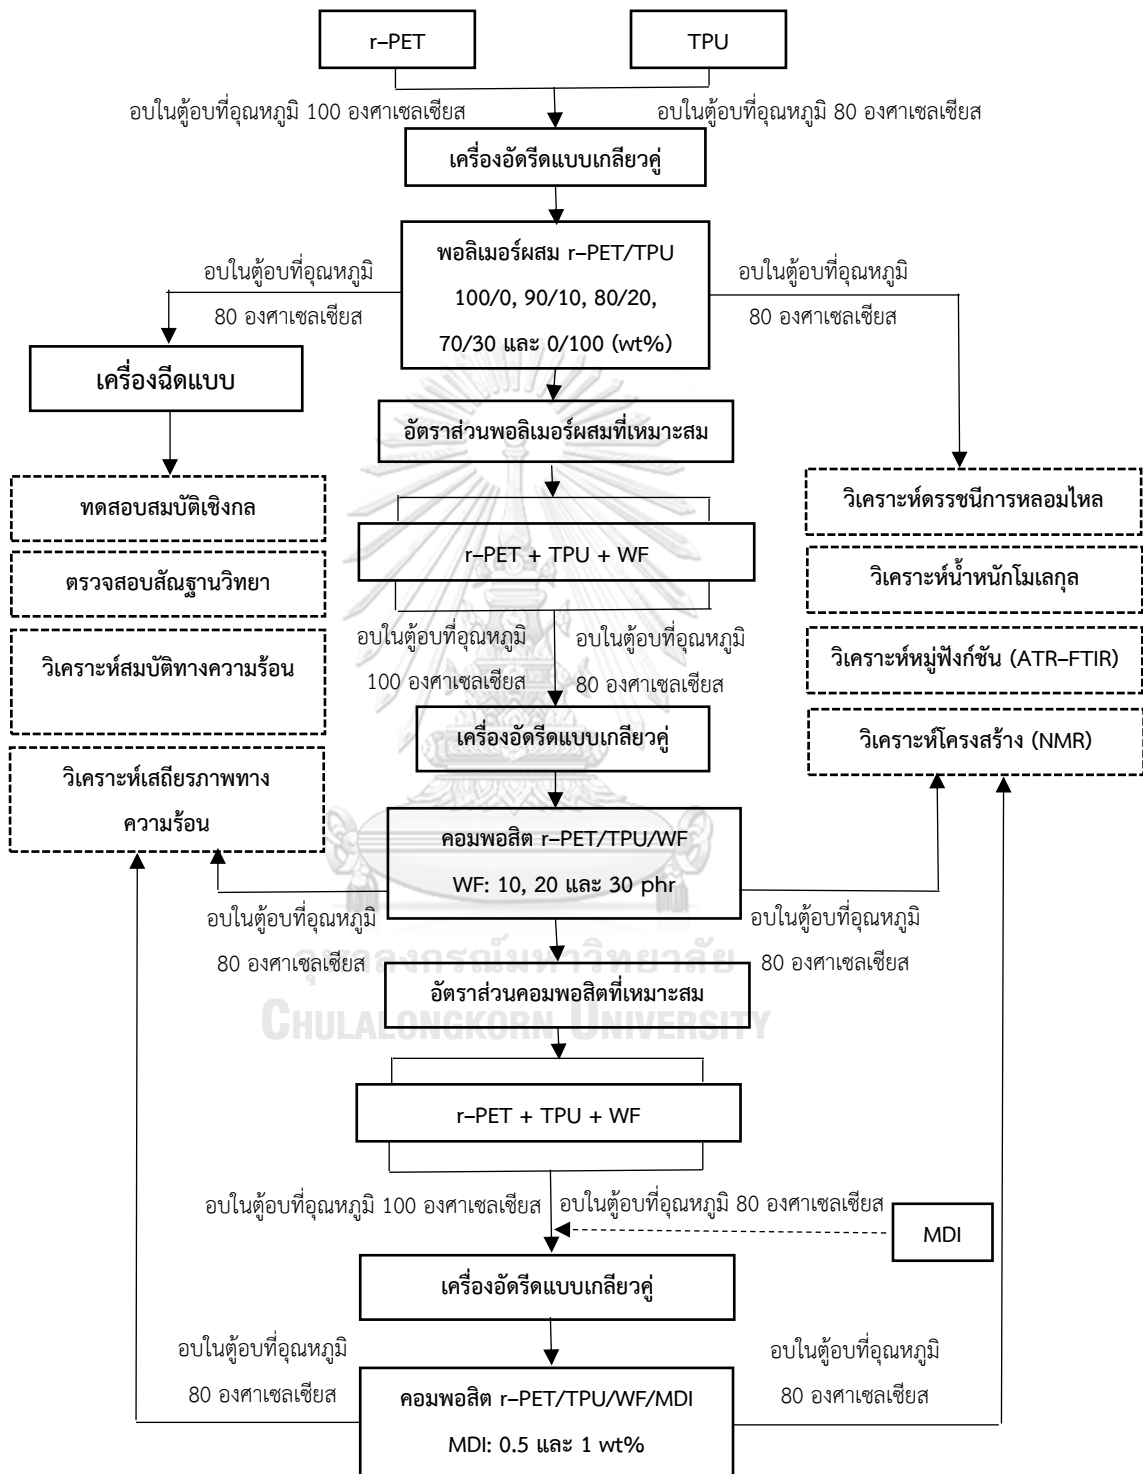 r–PET
TPU
อบในตู้อบที่อุณหภูมิ 100 องศาเซลเซียส
อบในตู้อบที่อุณหภูมิ 80 องศาเซลเซียส
เครื่องอัดรีดแบบเกลียวคู่
พอลิเมอร์ผสม r–PET/TPU
100/0, 90/10, 80/20,
70/30 และ 0/100 (wt%)
อบในตู้อบที่อุณหภูมิ
80 องศาเซลเซียส
อบในตู้อบที่อุณหภูมิ
80 องศาเซลเซียส
เครื่องฉีดแบบ
อัตราส่วนพอลิเมอร์ผสมที่เหมาะสม
ทดสอบสมบัติเชิงกล
ตรวจสอบสัณฐานวิทยา
วิเคราะห์สมบัติทางความร้อน
วิเคราะห์เสถียรภาพทาง
ความร้อน
วิเคราะห์ดรรชนีการหลอมไหล
วิเคราะห์น้ำหนักโมเลกุล
วิเคราะห์หมู่ฟังก์ชัน (ATR–FTIR)
วิเคราะห์โครงสร้าง (NMR)
r–PET + TPU + WF
อบในตู้อบที่อุณหภูมิ
100 องศาเซลเซียส
อบในตู้อบที่อุณหภูมิ
80 องศาเซลเซียส
เครื่องอัดรีดแบบเกลียวคู่
คอมพอสิต r–PET/TPU/WF
WF: 10, 20 และ 30 phr
อบในตู้อบที่อุณหภูมิ
80 องศาเซลเซียส
อบในตู้อบที่อุณหภูมิ
80 องศาเซลเซียส
จุฬาลงกรณ์มหาวิทยาลัย
CHULALONGKORN UNIVERSITY
อัตราส่วนคอมพอสิตที่เหมาะสม
r–PET + TPU + WF
อบในตู้อบที่อุณหภูมิ 100 องศาเซลเซียส
อบในตู้อบที่อุณหภูมิ 80 องศาเซลเซียส
MDI
เครื่องอัดรีดแบบเกลียวคู่
อบในตู้อบที่อุณหภูมิ
80 องศาเซลเซียส
อบในตู้อบที่อุณหภูมิ
80 องศาเซลเซียส
คอมพอสิต r–PET/TPU/WF/MDI
MDI: 0.5 และ 1 wt%